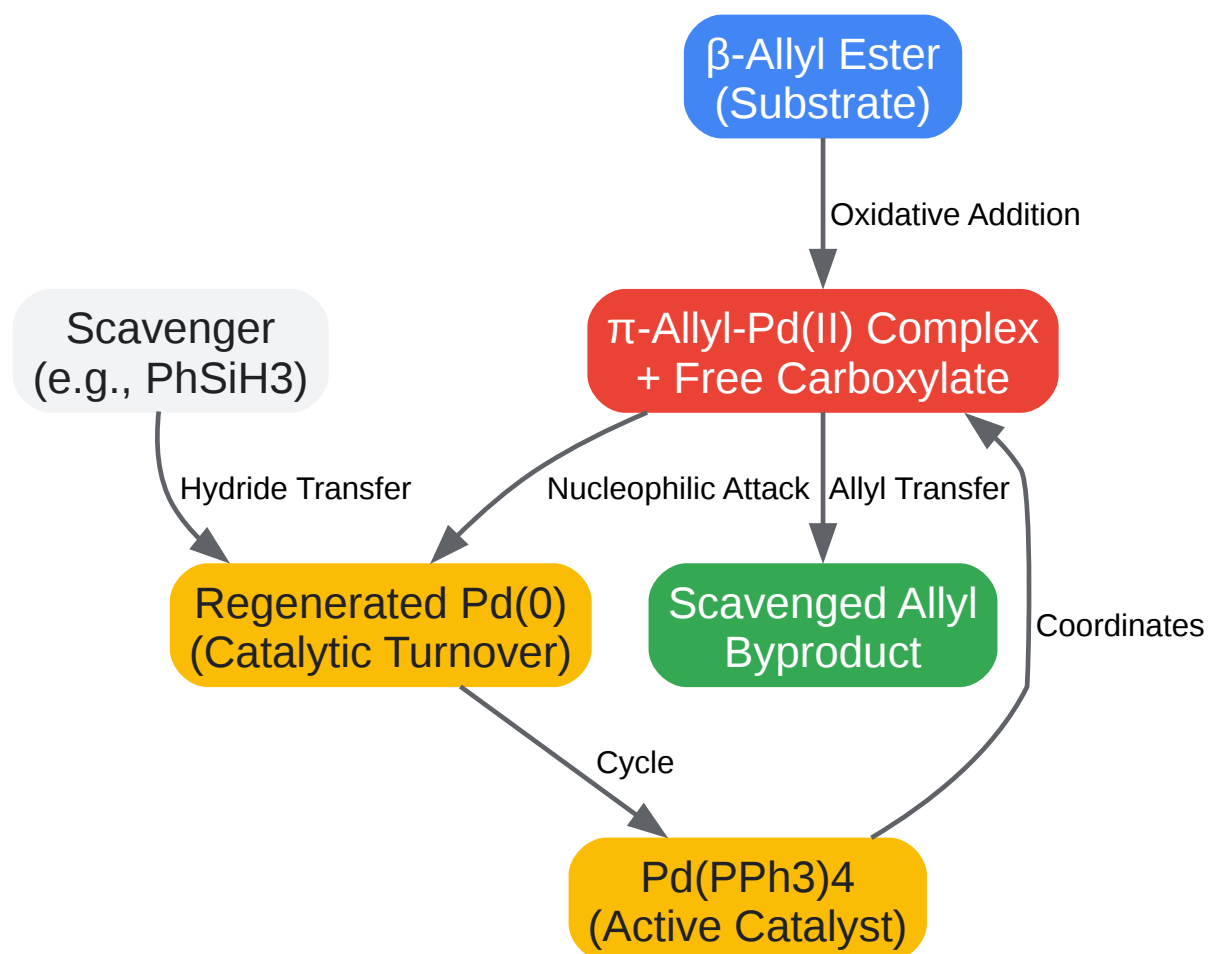 β-Allyl Ester
(Substrate)
Oxidative Addition
Scavenger
(e.g., PhSiH3)
π-Allyl-Pd(II) Complex
+ Free Carboxylate
Hydride Transfer
Nucleophilic Attack
Allyl Transfer
Regenerated Pd(0)
(Catalytic Turnover)
Scavenged Allyl
Byproduct
Coordinates
Cycle
Pd(PPh3)4
(Active Catalyst)